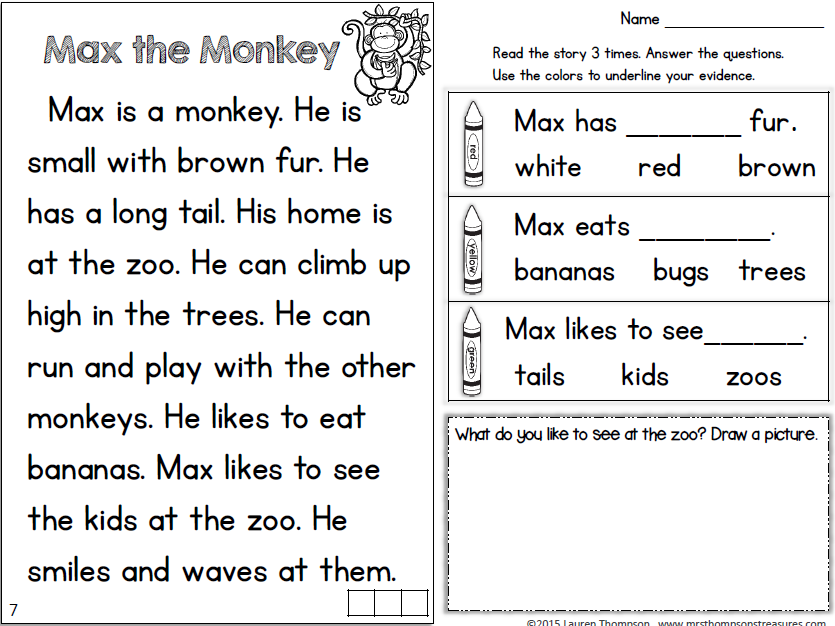 Max the Monkey
Max is a monkey. He is
small with brown fur. He
has a long tail. His home is
at the zoo. He can climb up
high in the trees. He can
run and play with the other
monkeys. He likes to eat
bananas. Max likes to see
the kids at the zoo. He
smiles and waves at them.
7
Name ____________
Read the story 3 times. Answer the questions.
Use the colors to underline your evidence.
red
Max has _______ fur.
white red brown
yellow
Max eats ________.
bananas bugs trees
green
Max likes to see______.
tails kids zoos
What do you like to see at the zoo? Draw a picture.
©2015 Lauren Thompson www.mrsthompsonstreasures.com